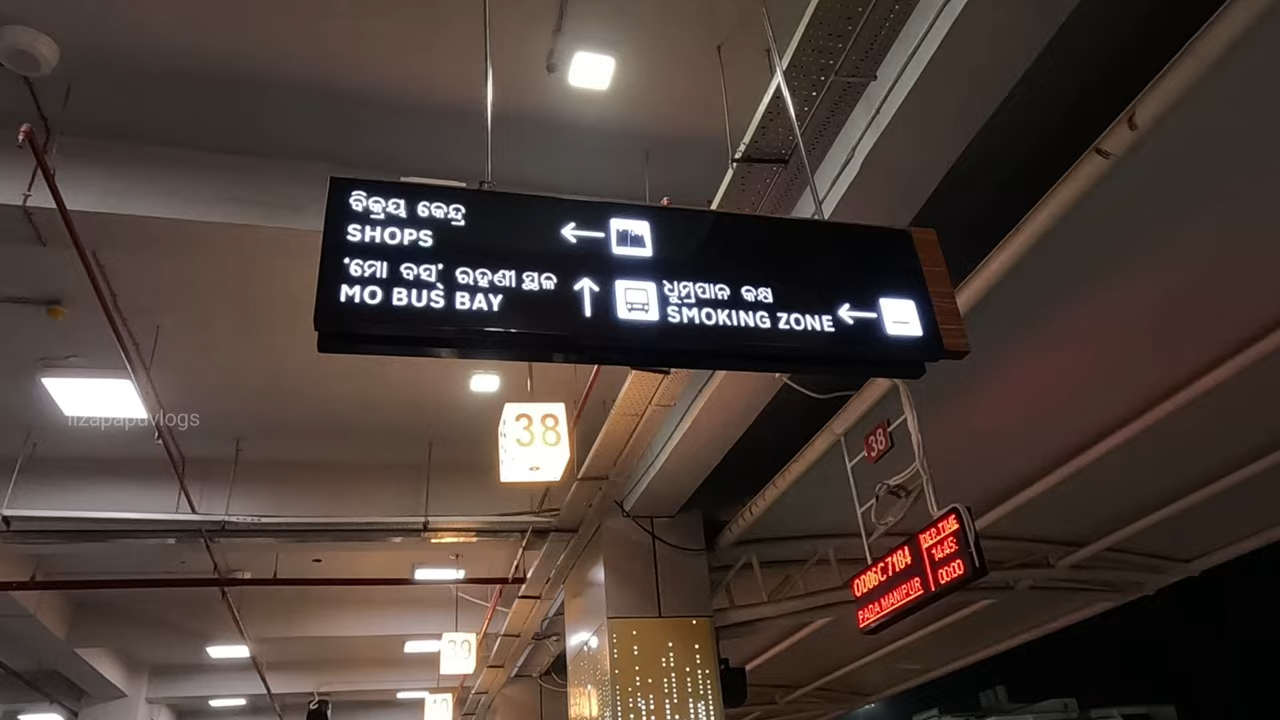 ବିକ୍ରୟ କେନ୍ଦ୍ର
SHOPS
‘ମୋ ବସ୍’ ରହଣୀ ସ୍ଥଳ
MO BUS BAY
ଧୁମ୍ରପାନ କକ୍ଷ
SMOKING ZONE
38
38
DEP.TIME
OD06C7184 14:45:
PADA MANIPUR 00:00
39
lizapapuvlogs